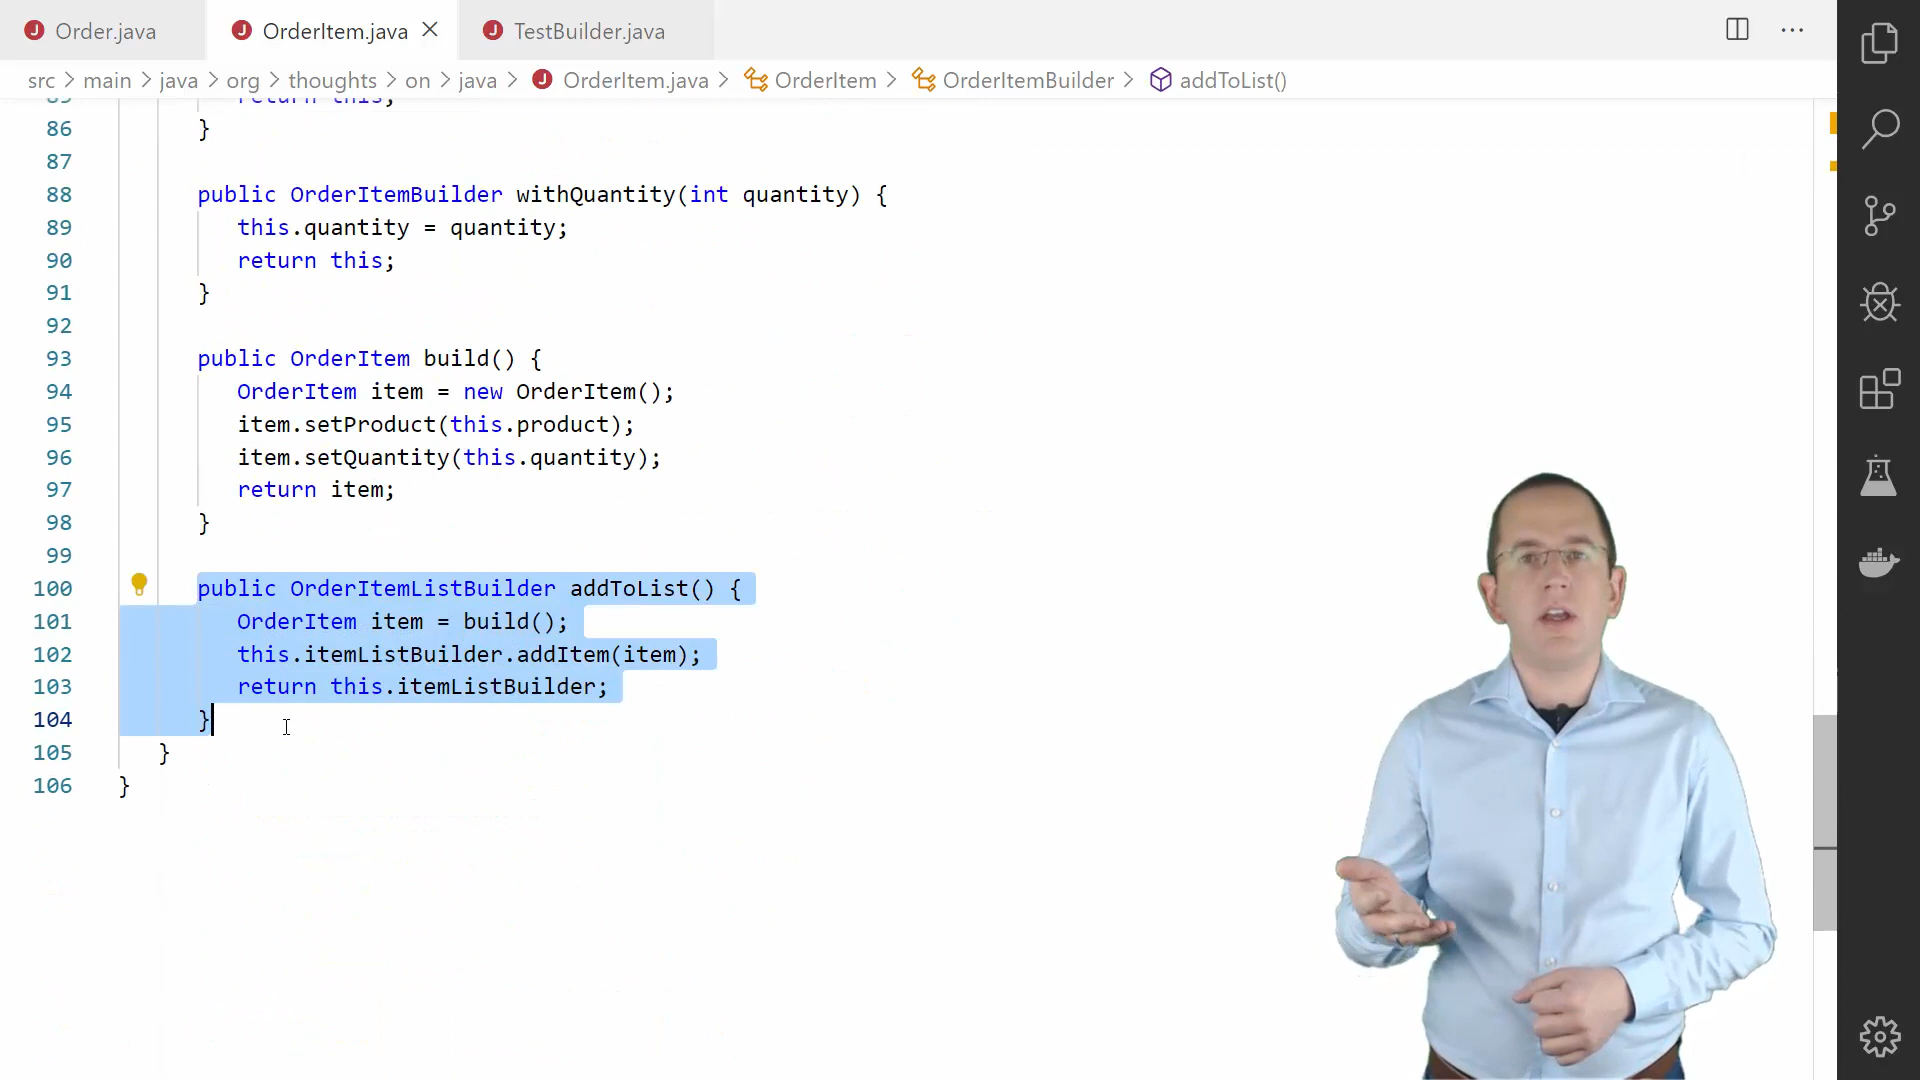 Order.java
OrderItem.java
TestBuilder.java
src > main > java > org > thoughts > on > java > OrderItem.java > OrderItem > OrderItemBuilder > addToList()
return this;
86 }
87
88 public OrderItemBuilder withQuantity(int quantity) {
89 this.quantity = quantity;
90 return this;
91 }
92
93 public OrderItem build() {
94 OrderItem item = new OrderItem();
95 item.setProduct(this.product);
96 item.setQuantity(this.quantity);
97 return item;
98 }
99
100 public OrderItemListBuilder addToList() {
101 OrderItem item = build();
102 this.itemListBuilder.addItem(item);
103 return this.itemListBuilder;
104 }
105 }
106 }